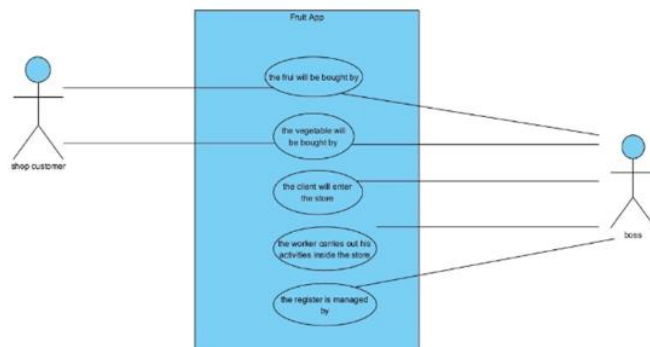 Fruit App
the frui will be bought by
the vegetable will
be bought by
shop customer
the client will enter
the store
boss
the worker carries out his
activities inside the store
the register is managed
by